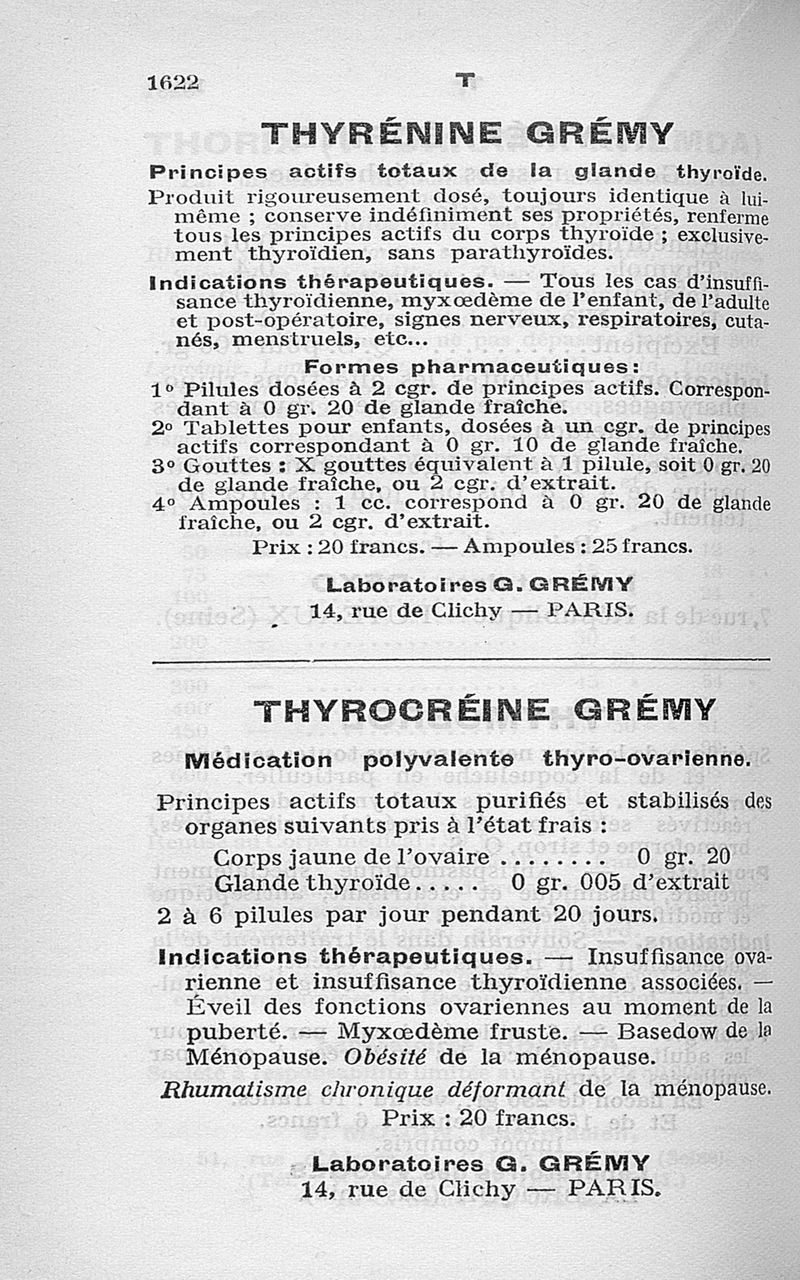 1622
T
THYRÉNINE GRÉMY
Principes actifs totaux de la glande thyroïde.
Produit rigoureusement dosé, toujours identique à lui-
même ; conserve indéfiniment ses propriétés, renferme
tous les principes actifs du corps thyroïde ; exclusive-
ment thyroïdien, sans parathyroïdes.
Indications thérapeutiques. — Tous les cas d'insuffi-
sance thyroïdienne, myxœdème de l'enfant, de l'adulte
et post-opératoire, signes nerveux, respiratoires, cuta-
nés, menstruels, etc...
Formes pharmaceutiques :
1º Pilules dosées à 2 cgr. de principes actifs. Correspon-
dant à 0 gr. 20 de glande fraîche.
2º Tablettes pour enfants, dosées à un cgr. de principes
actifs correspondant à 0 gr. 10 de glande fraîche.
3º Gouttes : X gouttes équivalent à 1 pilule, soit 0 gr. 20
de glande fraîche, ou 2 cgr. d'extrait.
4º Ampoules : 1 cc. correspond à 0 gr. 20 de glande
fraîche, ou 2 cgr. d'extrait.
Prix : 20 francs. — Ampoules : 25 francs.
Laboratoires G. GRÉMY
14, rue de Clichy — PARIS.
THYROCRÉINE GRÉMY
Médication polyvalente thyro-ovarienne.
Principes actifs totaux purifiés et stabilisés des
organes suivants pris à l'état frais :
Corps jaune de l'ovaire ........ 0 gr. 20
Glande thyroïde..... 0 gr. 005 d'extrait
2 à 6 pilules par jour pendant 20 jours.
Indications thérapeutiques. — Insuffisance ova-
rienne et insuffisance thyroïdienne associées. —
Éveil des fonctions ovariennes au moment de la
puberté. — Myxœdème fruste. — Basedow de la
Ménopause. Obésité de la ménopause.
Rhumatisme chronique déformant de la ménopause.
Prix : 20 francs.
Laboratoires G. GRÉMY
14, rue de Clichy — PARIS.